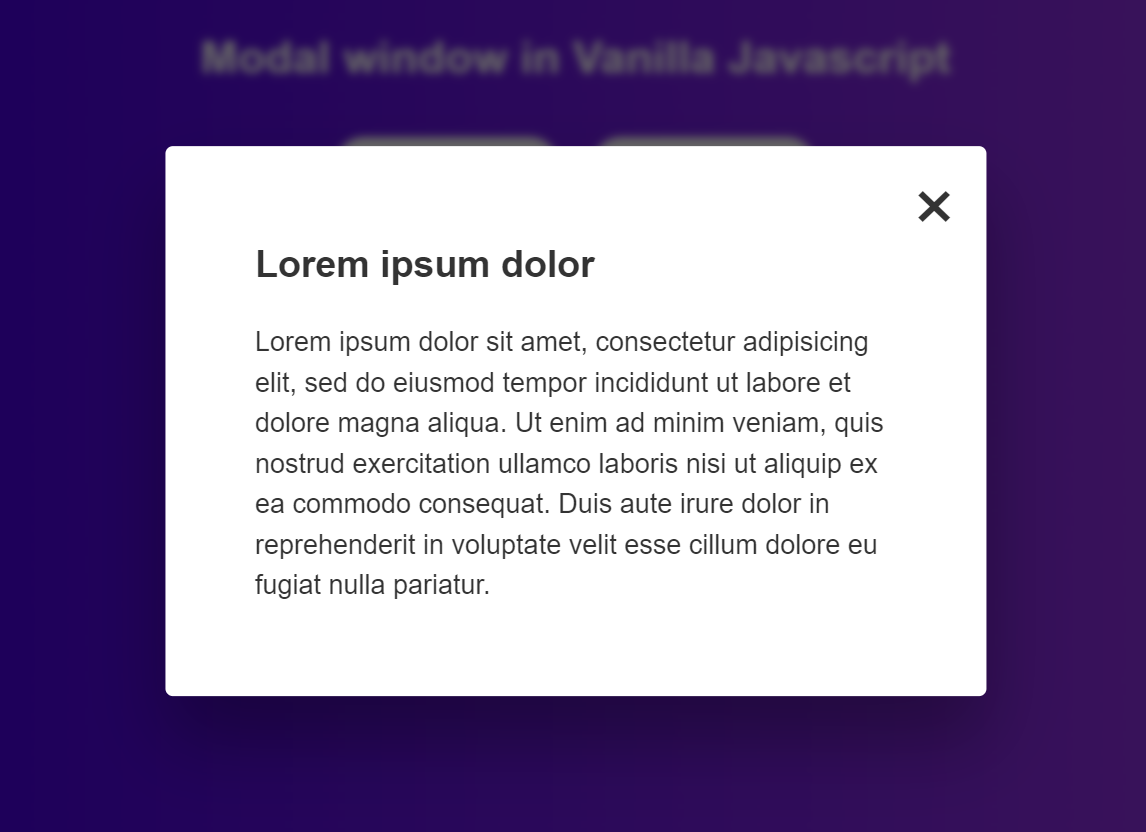 Modal window in Vanilla Javascript
Lorem ipsum dolor
Lorem ipsum dolor sit amet, consectetur adipisicing
elit, sed do eiusmod tempor incididunt ut labore et
dolore magna aliqua. Ut enim ad minim veniam, quis
nostrud exercitation ullamco laboris nisi ut aliquip ex
ea commodo consequat. Duis aute irure dolor in
reprehenderit in voluptate velit esse cillum dolore eu
fugiat nulla pariatur.